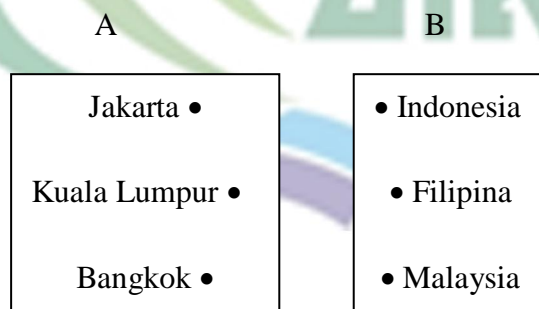 A B
Jakarta • • Indonesia
Kuala Lumpur • • Filipina
Bangkok • • Malaysia